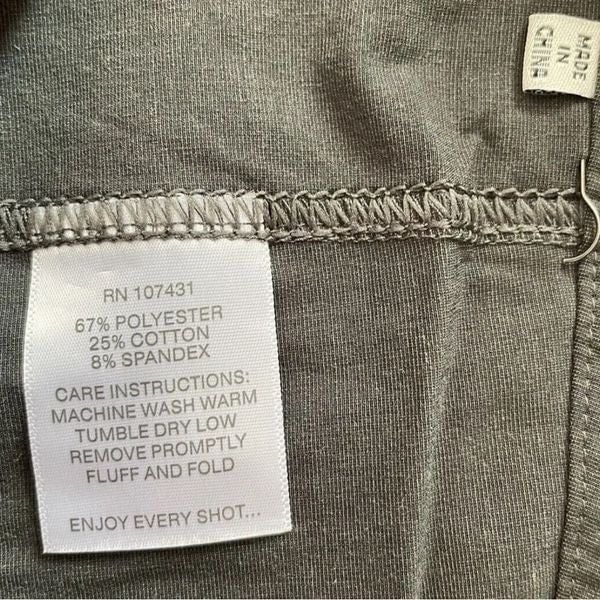 MADE
IN
CHINA
RN 107431
67% POLYESTER
25% COTTON
8% SPANDEX
CARE INSTRUCTIONS:
MACHINE WASH WARM
TUMBLE DRY LOW
REMOVE PROMPTLY
FLUFF AND FOLD
ENJOY EVERY SHOT...